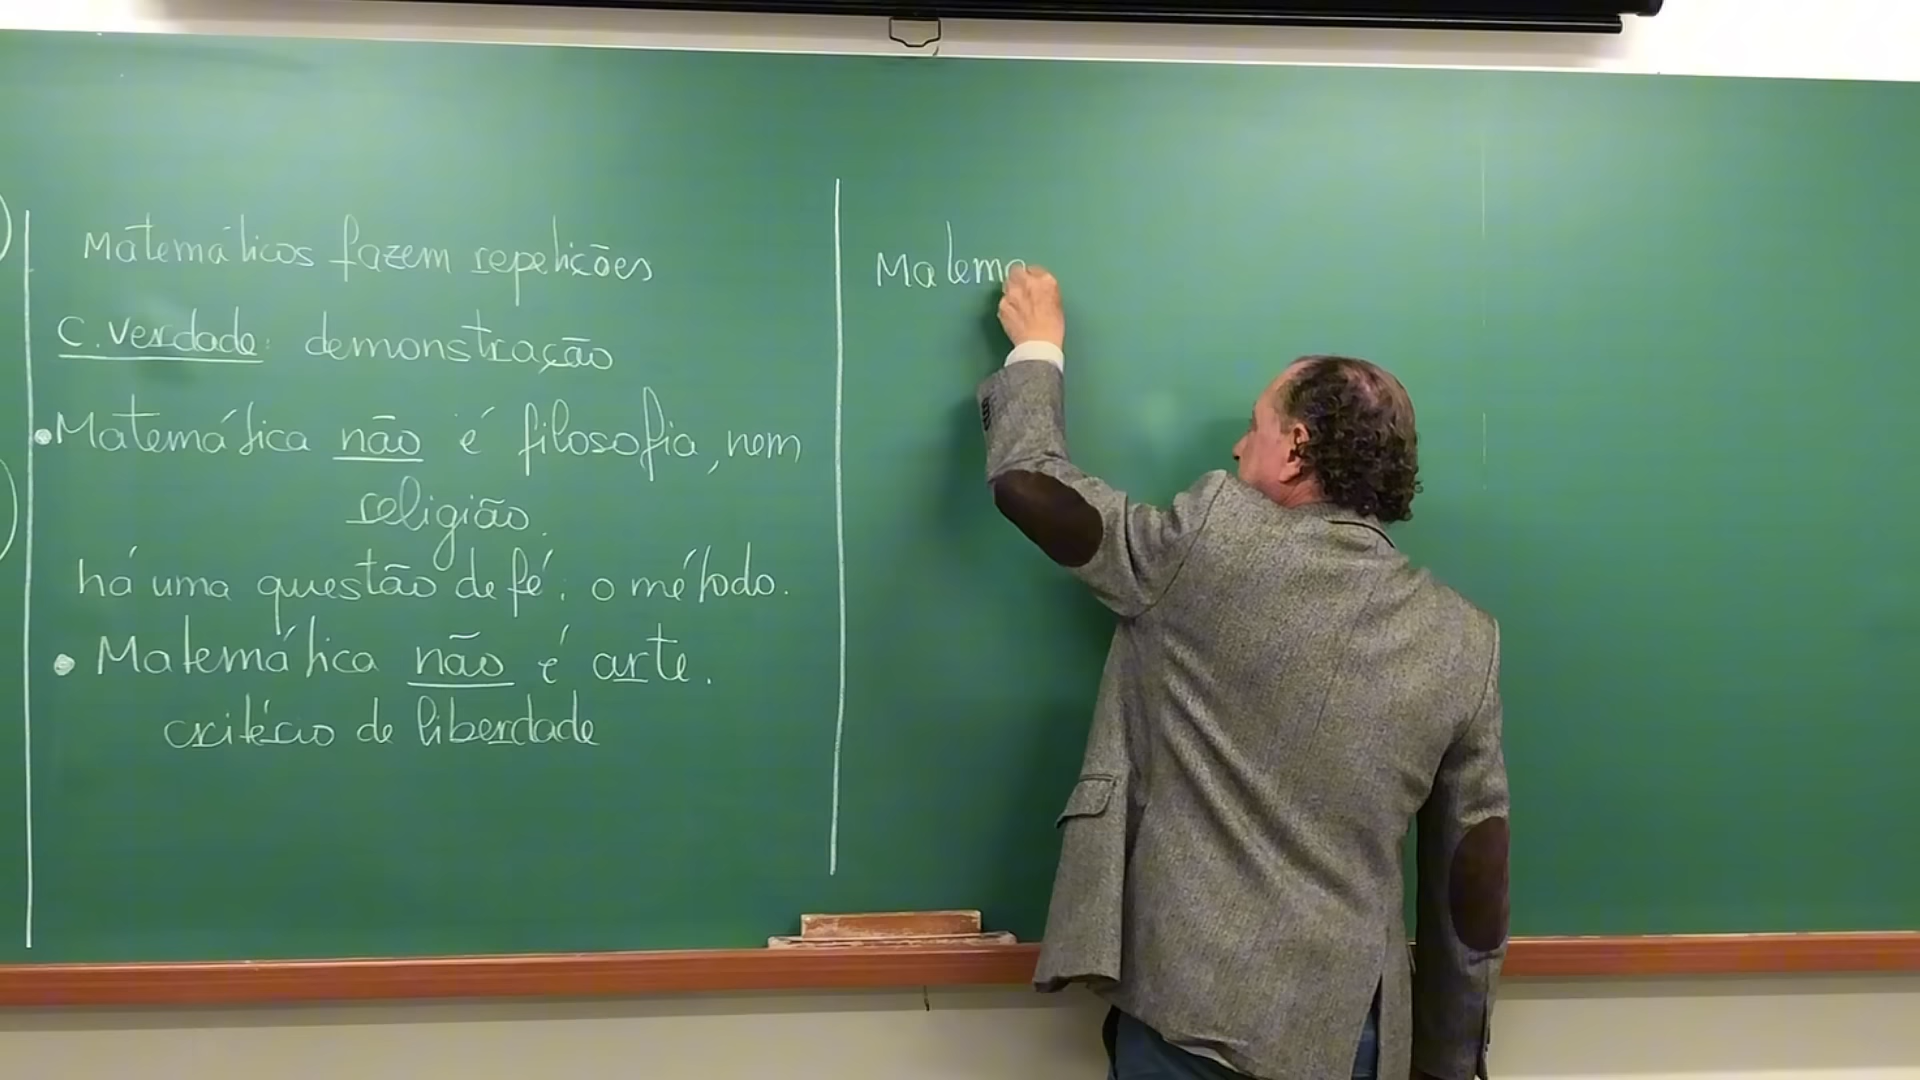 Matemáticos fazem repetições
C. verdade: demonstração
• Matemática não é filosofia, nem
religião.
há uma questão de fé: o método.
• Matemática não é arte.
critério de liberdade
Matema